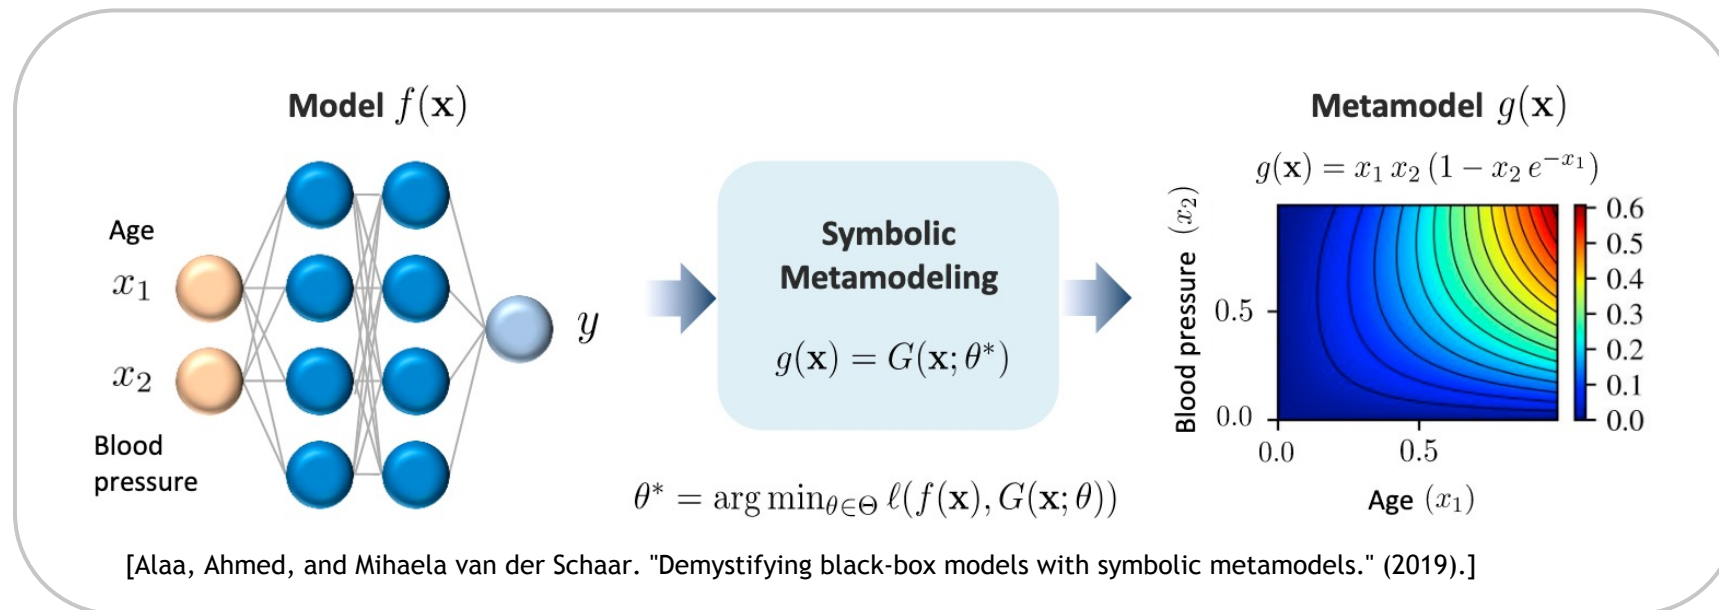 Model f(x)
Age
x₁
x₂
Blood
pressure
y
Symbolic
Metamodeling
g(x) = G(x; θ*)
θ* = arg min_{θ∈Θ} ℓ(f(x), G(x; θ))
Metamodel g(x)
g(x) = x₁ x₂ (1 − x₂ e^{−x₁})
Blood pressure (x₂)
0.5
0.0
0.0 0.5
Age (x₁)
0.6
0.5
0.4
0.3
0.2
0.1
0.0
[Alaa, Ahmed, and Mihaela van der Schaar. "Demystifying black-box models with symbolic metamodels." (2019).]